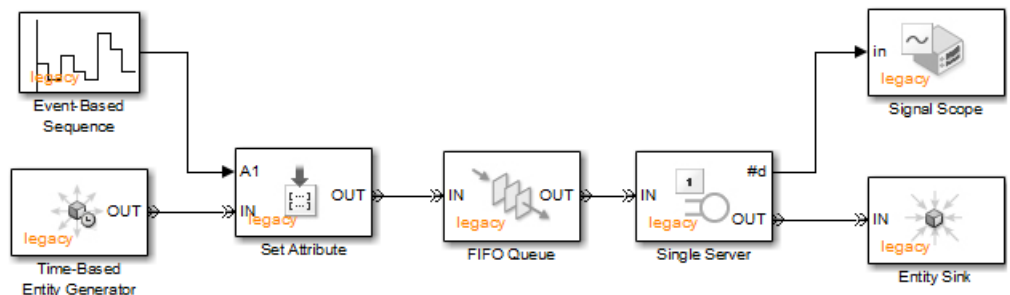 legacy
Event-Based
Sequence
OUT
legacy
Time-Based
Entity Generator
A1
IN
OUT
legacy
Set Attribute
IN
OUT
legacy
FIFO Queue
IN
1
#d
OUT
legacy
Single Server
in
legacy
Signal Scope
IN
legacy
Entity Sink